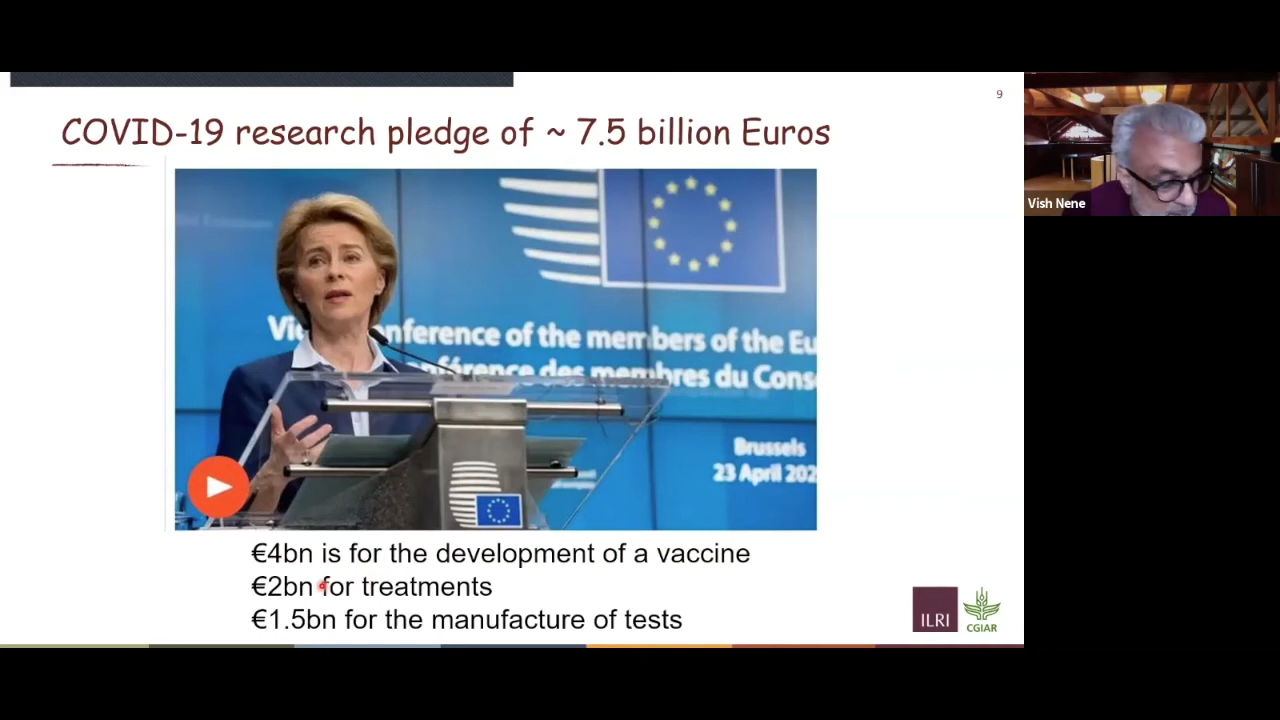 9
COVID-19 research pledge of ~ 7.5 billion Euros
Vish Nene
nference of the members of the Eu
nférence des membres du Cons
Brussels
23 April 202
€4bn is for the development of a vaccine
€2bn for treatments
€1.5bn for the manufacture of tests
ILRI
CGIAR